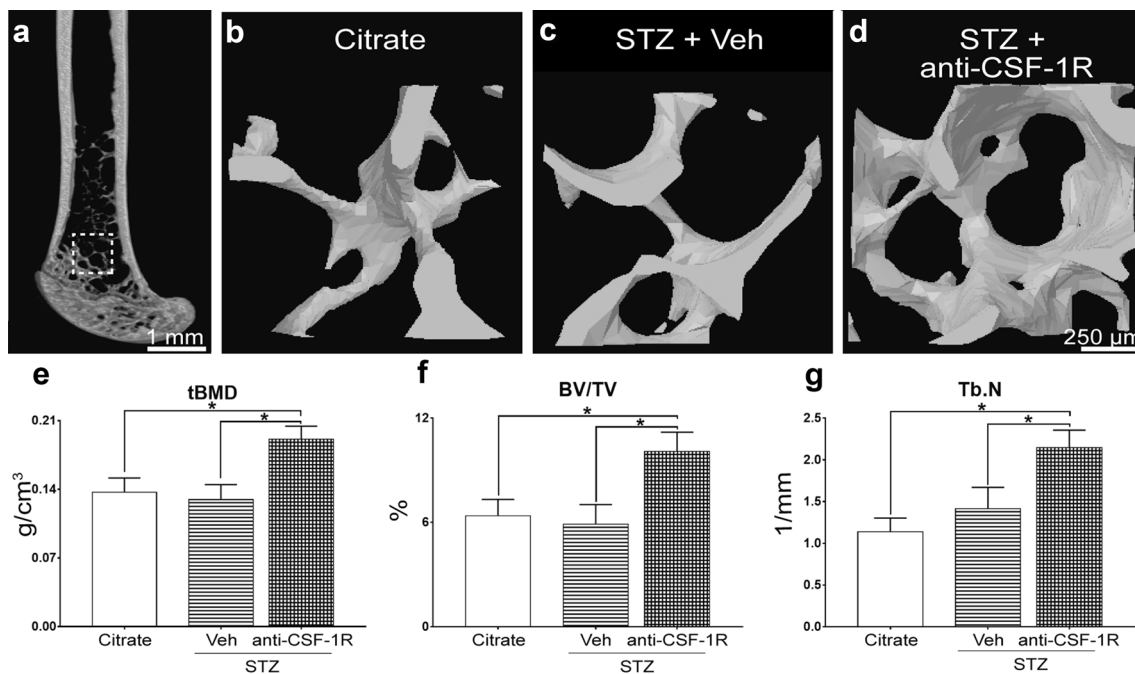 a
1 mm
b
Citrate
c
STZ + Veh
d
STZ +
anti-CSF-1R
250 µm
e
tBMD
*
*
g/cm³
0.21
0.14
0.07
0.00
Citrate
Veh
anti-CSF-1R
STZ
f
BV/TV
*
*
%
12
6
0
Citrate
Veh
anti-CSF-1R
STZ
g
Tb.N
*
*
1/mm
2.5
2.0
1.5
1.0
0.5
0.0
Citrate
Veh
anti-CSF-1R
STZ